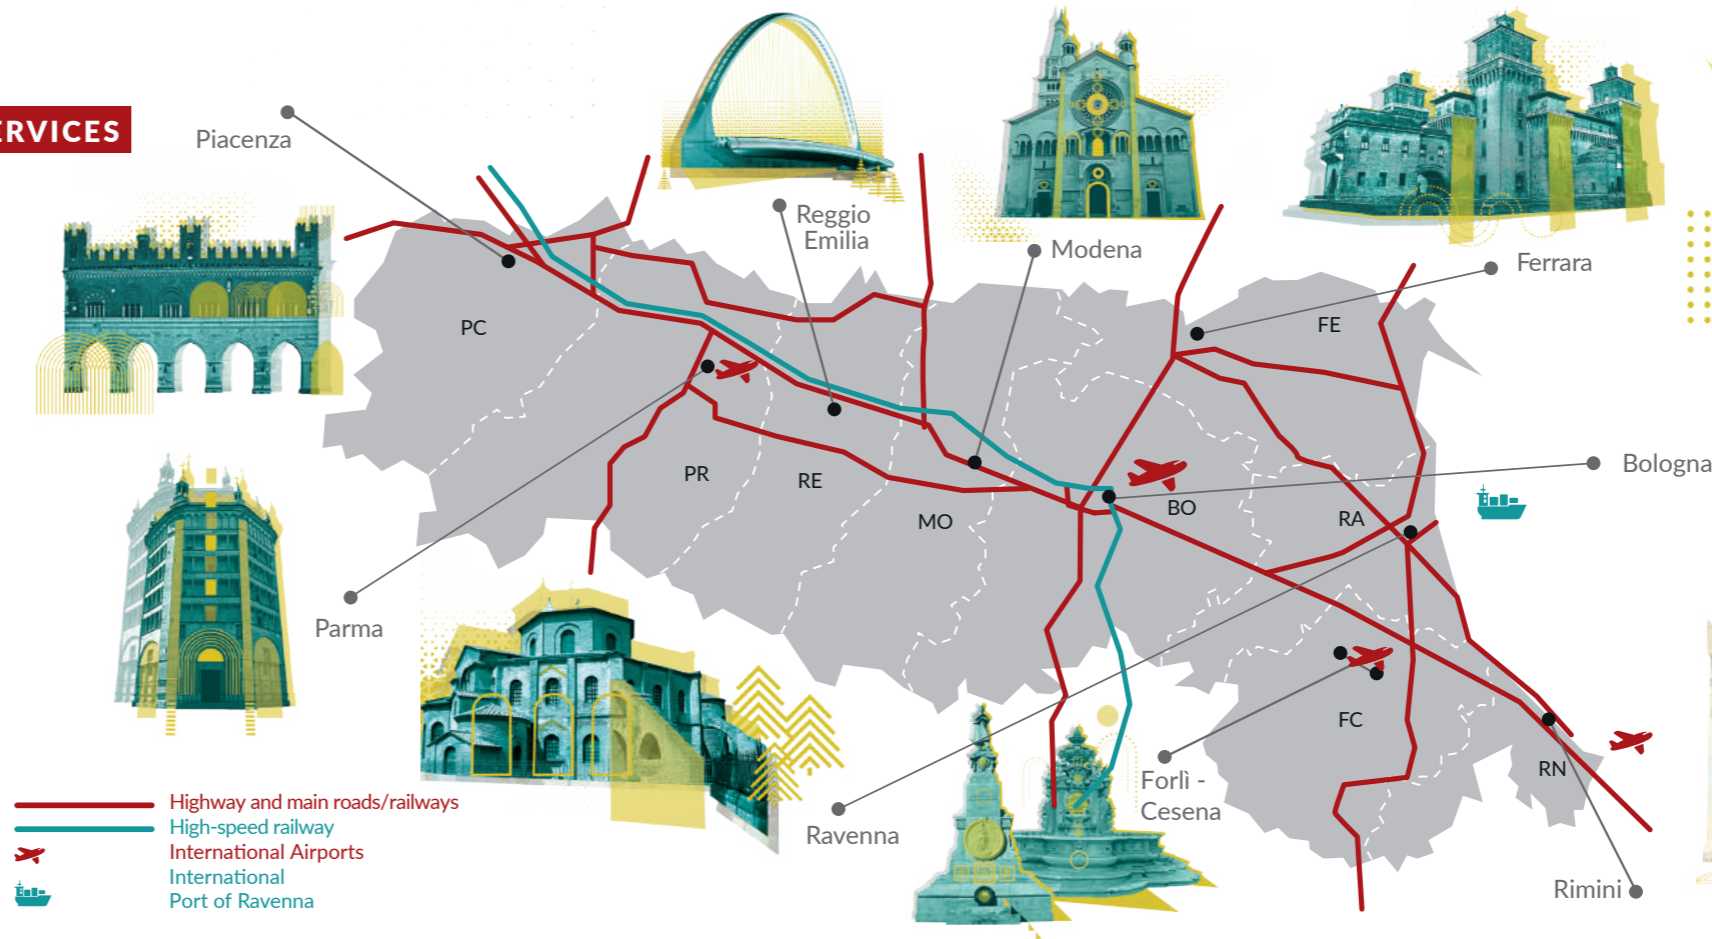 ERVICES
Piacenza
Reggio
Emilia
Modena
Ferrara
PC
FE
PR
RE
MO
BO
RA
Bologna
Parma
FC
RN
Forlì -
Cesena
Ravenna
Rimini
Highway and main roads/railways
High-speed railway
International Airports
International
Port of Ravenna